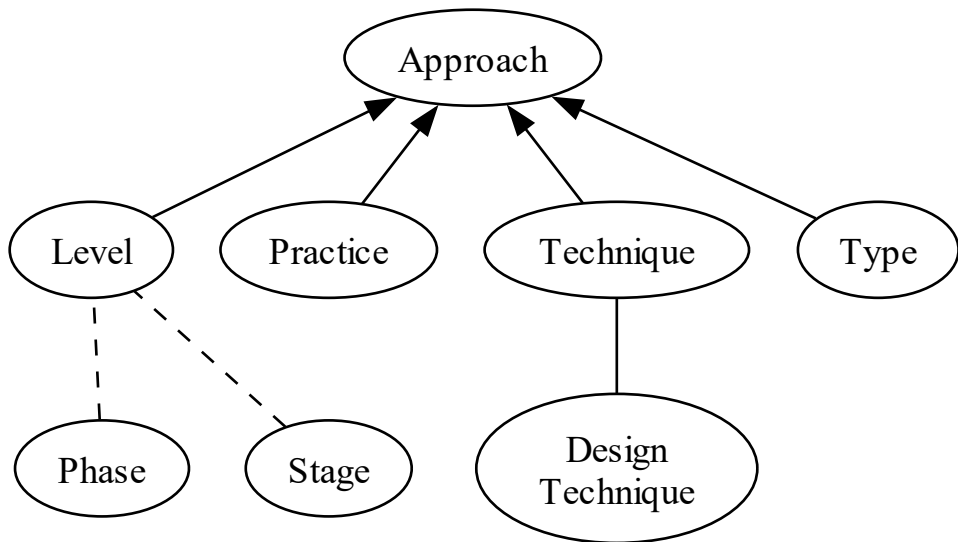 Approach
Level
Practice
Technique
Type
Phase
Stage
Design
Technique